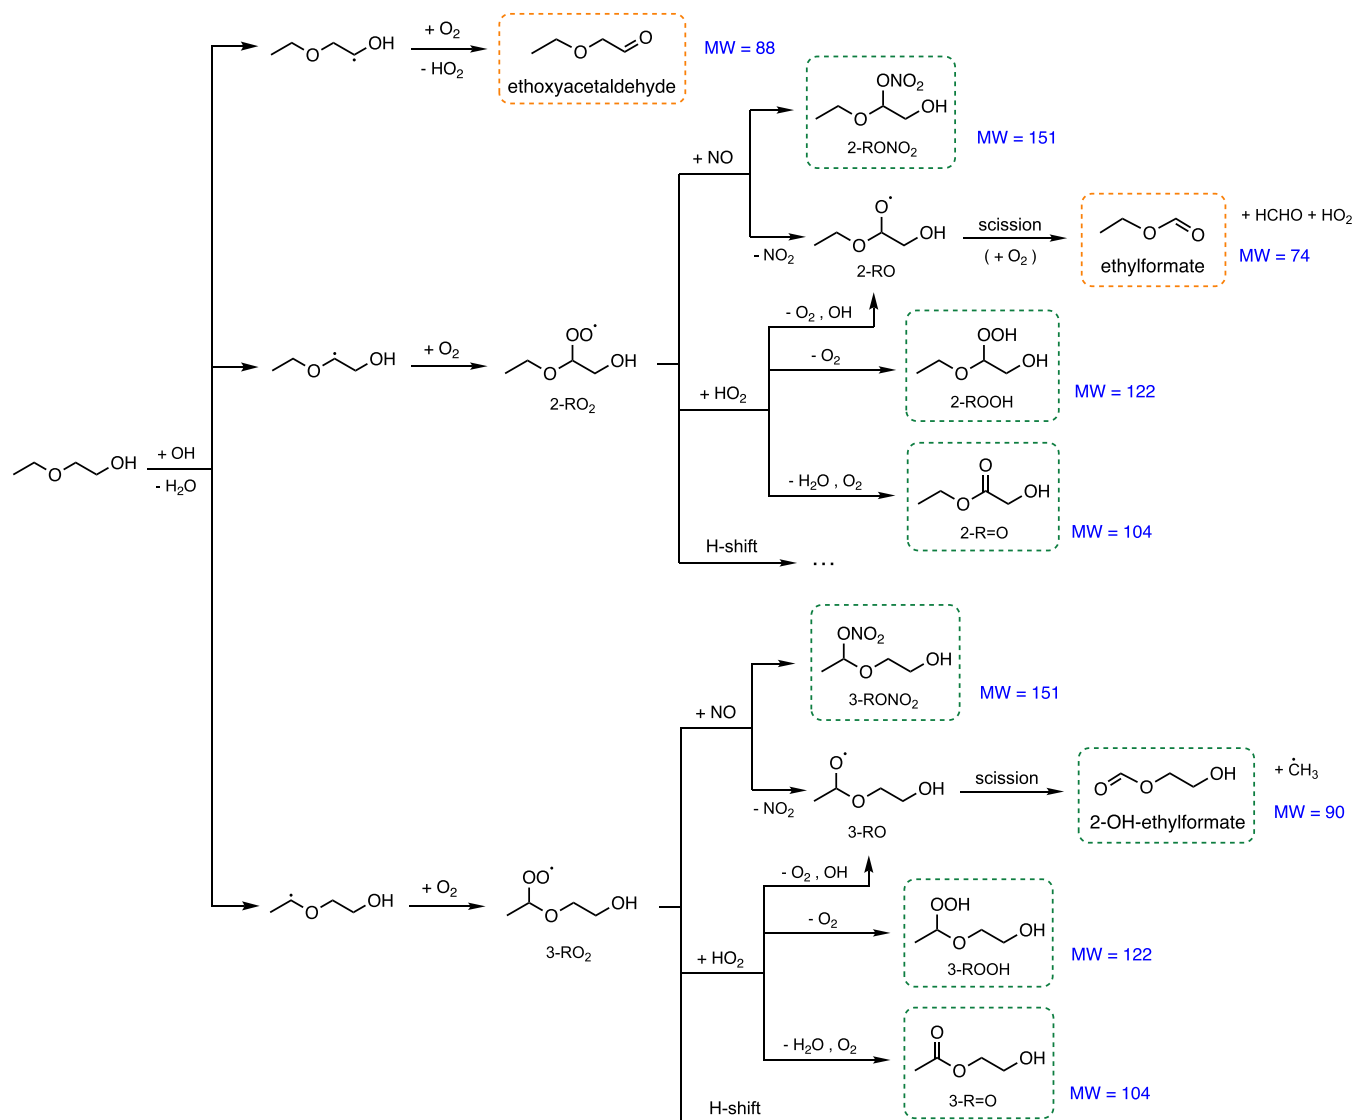 OH
O
+ O₂
- HO₂
O
O
ethoxyacetaldehyde
MW = 88
ONO₂
OH
O
2-RONO₂
MW = 151
+ NO
- NO₂
O
OH
O
2-RO
scission
( + O₂ )
O
O
ethylformate
+ HCHO + HO₂
MW = 74
OH
O
+ O₂
OO
OH
O
2-RO₂
- O₂ , OH
- O₂
+ HO₂
OOH
OH
O
2-ROOH
MW = 122
OH
O
+ OH
- H₂O
- H₂O , O₂
O
OH
O
2-R=O
MW = 104
H-shift
...
ONO₂
OH
O
3-RONO₂
MW = 151
+ NO
- NO₂
O
OH
O
3-RO
scission
OH
O
O
2-OH-ethylformate
+ ĊH₃
MW = 90
OH
O
+ O₂
OO
OH
O
3-RO₂
- O₂ , OH
- O₂
+ HO₂
OOH
OH
O
3-ROOH
MW = 122
- H₂O , O₂
O
OH
O
3-R=O
MW = 104
H-shift